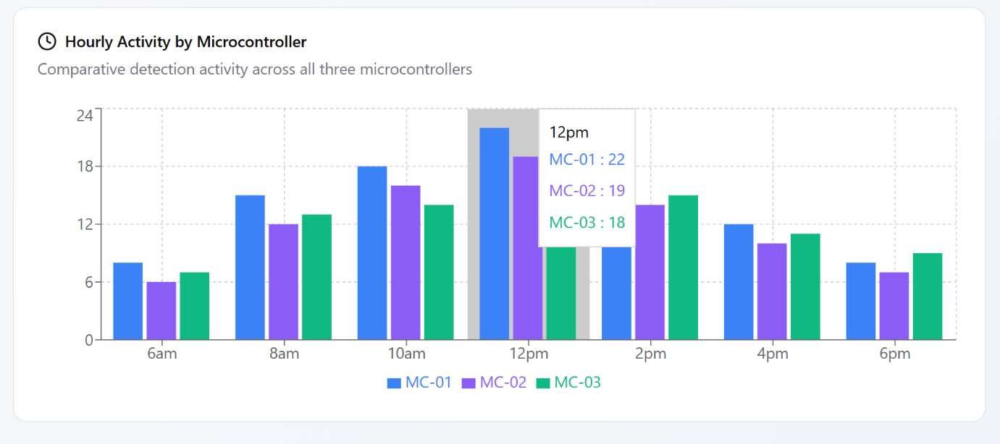 Hourly Activity by Microcontroller
Comparative detection activity across all three microcontrollers
24
18
12
6
0
12pm
MC-01 : 22
MC-02 : 19
MC-03 : 18
6am 8am 10am 12pm 2pm 4pm 6pm
MC-01 MC-02 MC-03